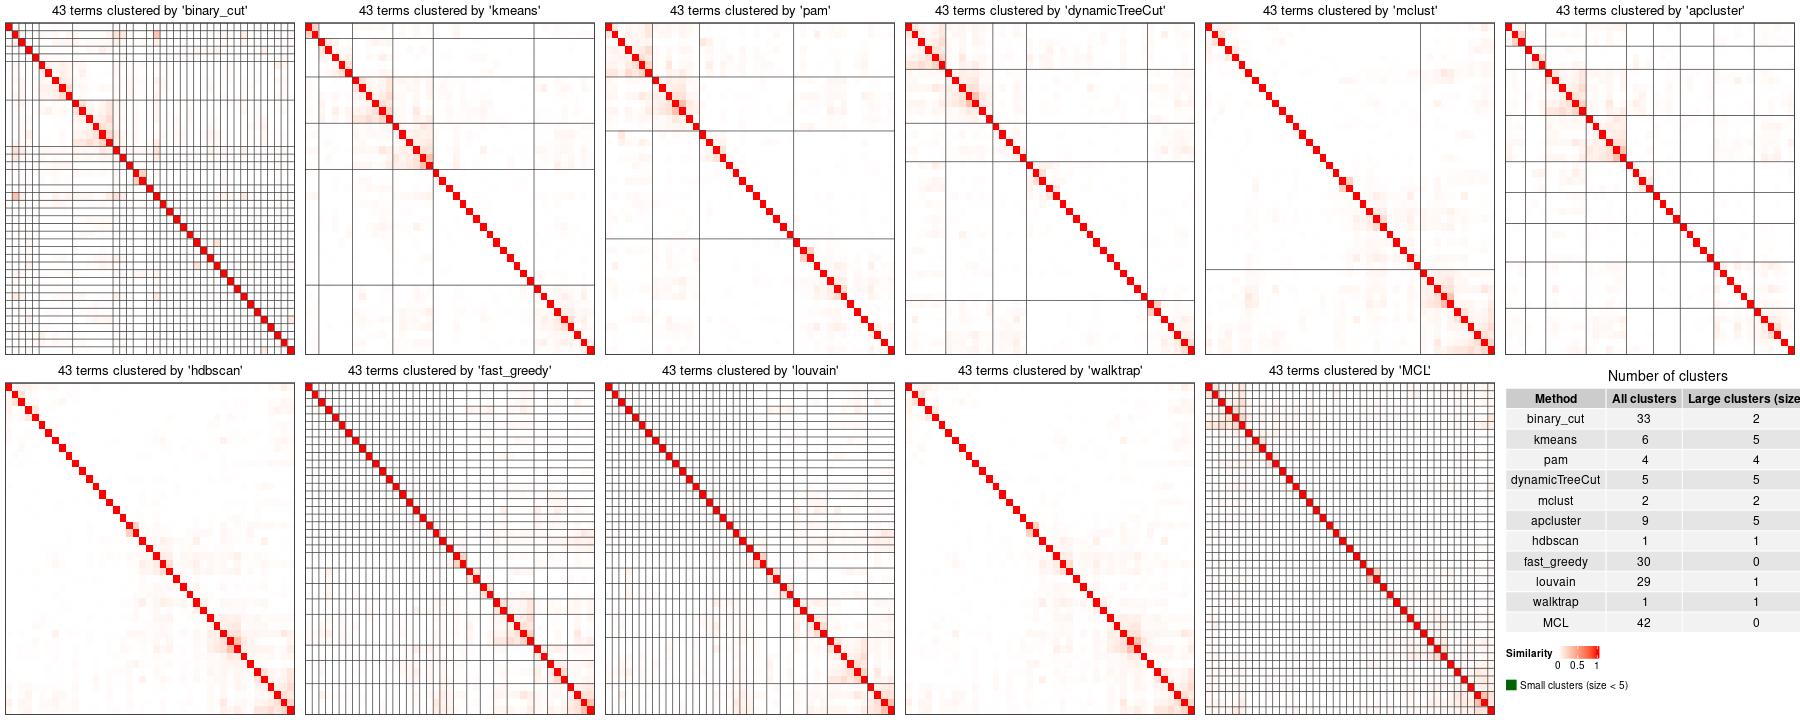 43 terms clustered by 'binary_cut'
43 terms clustered by 'kmeans'
43 terms clustered by 'pam'
43 terms clustered by 'dynamicTreeCut'
43 terms clustered by 'mclust'
43 terms clustered by 'apcluster'
43 terms clustered by 'hdbscan'
43 terms clustered by 'fast_greedy'
43 terms clustered by 'louvain'
43 terms clustered by 'walktrap'
43 terms clustered by 'MCL'
Number of clusters
Method All clusters Large clusters (size
binary_cut 33 2
kmeans 6 5
pam 4 4
dynamicTreeCut 5 5
mclust 2 2
apcluster 9 5
hdbscan 1 1
fast_greedy 30 0
louvain 29 1
walktrap 1 1
MCL 42 0
Similarity
0 0.5 1
Small clusters (size < 5)